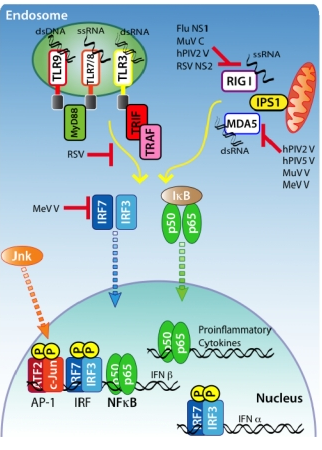 Endosome
dsDNA ssRNA dsRNA
TLR9
TLR7/8
TLR3
MyD88
TRIF
TRAF
RSV
Flu NS1
MuV C
hPIV2 V
RSV NS2
ssRNA
RIG I
IPS1
MDA5
dsRNA
hPIV2 V
hPIV5 V
MuV V
MeV V
MeV V
IRF7
IRF3
IκB
p50
p65
Jnk
P P
ATF2
c-Jun
AP-1
P P
IRF7
IRF3
IRF
p50
p65
NFκB
IFN β
p50
p65
Proinflammatory
Cytokines
Nucleus
P P
IRF7
IRF3
IFN α